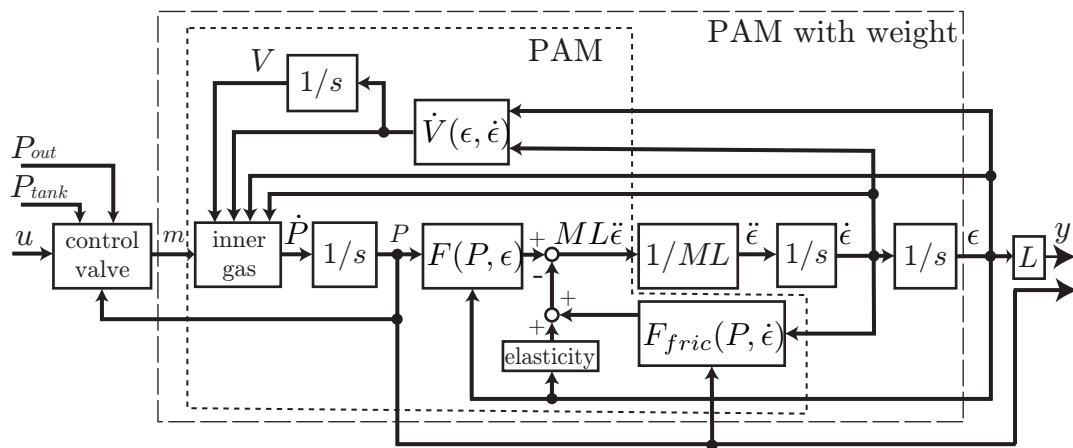 PAM with weight
PAM
V
1/s
V̇(ϵ, ϵ̇)
P_out
P_tank
u
control
valve
m
inner
gas
Ṗ
1/s
P
F(P, ϵ)
+
-
MLϵ̈
1/ML
ϵ̈
1/s
ϵ̇
1/s
ϵ
L
y
+
+
F_fric(P, ϵ̇)
elasticity